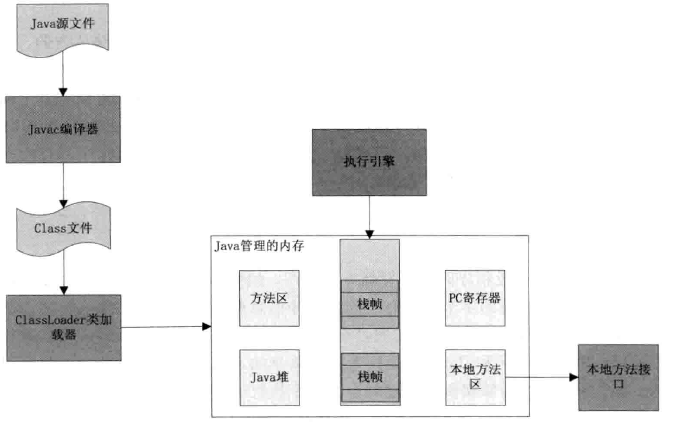 Java源文件
Javac编译器
执行引擎
Class文件
Java管理的内存
方法区
栈帧
PC寄存器
ClassLoader类加
载器
Java堆
栈帧
本地方法
区
本地方法接
口